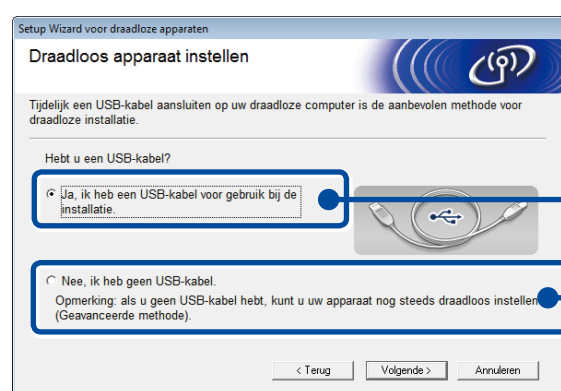 Setup Wizard voor draadloze apparaten
Draadloos apparaat instellen
Tijdelijk een USB-kabel aansluiten op uw draadloze computer is de aanbevolen methode voor
draadloze installatie.
Hebt u een USB-kabel?
Ja, ik heb een USB-kabel voor gebruik bij de
installatie.
Nee, ik heb geen USB-kabel.
Opmerking: als u geen USB-kabel hebt, kunt u uw apparaat nog steeds draadloos instellen
(Geavanceerde methode).
< Terug
Volgende >
Annuleren